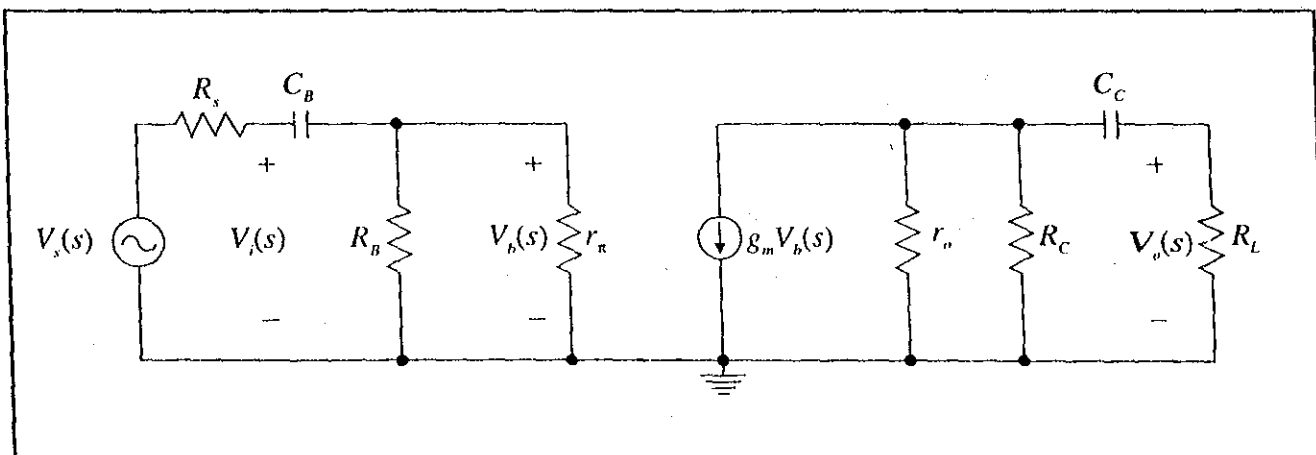 R_s
C_B
C_C
+
+
+
V_s(s)
V_i(s)
R_B
V_b(s)
r_π
g_m V_b(s)
r_o
R_C
V_o(s)
R_L
−
−
−